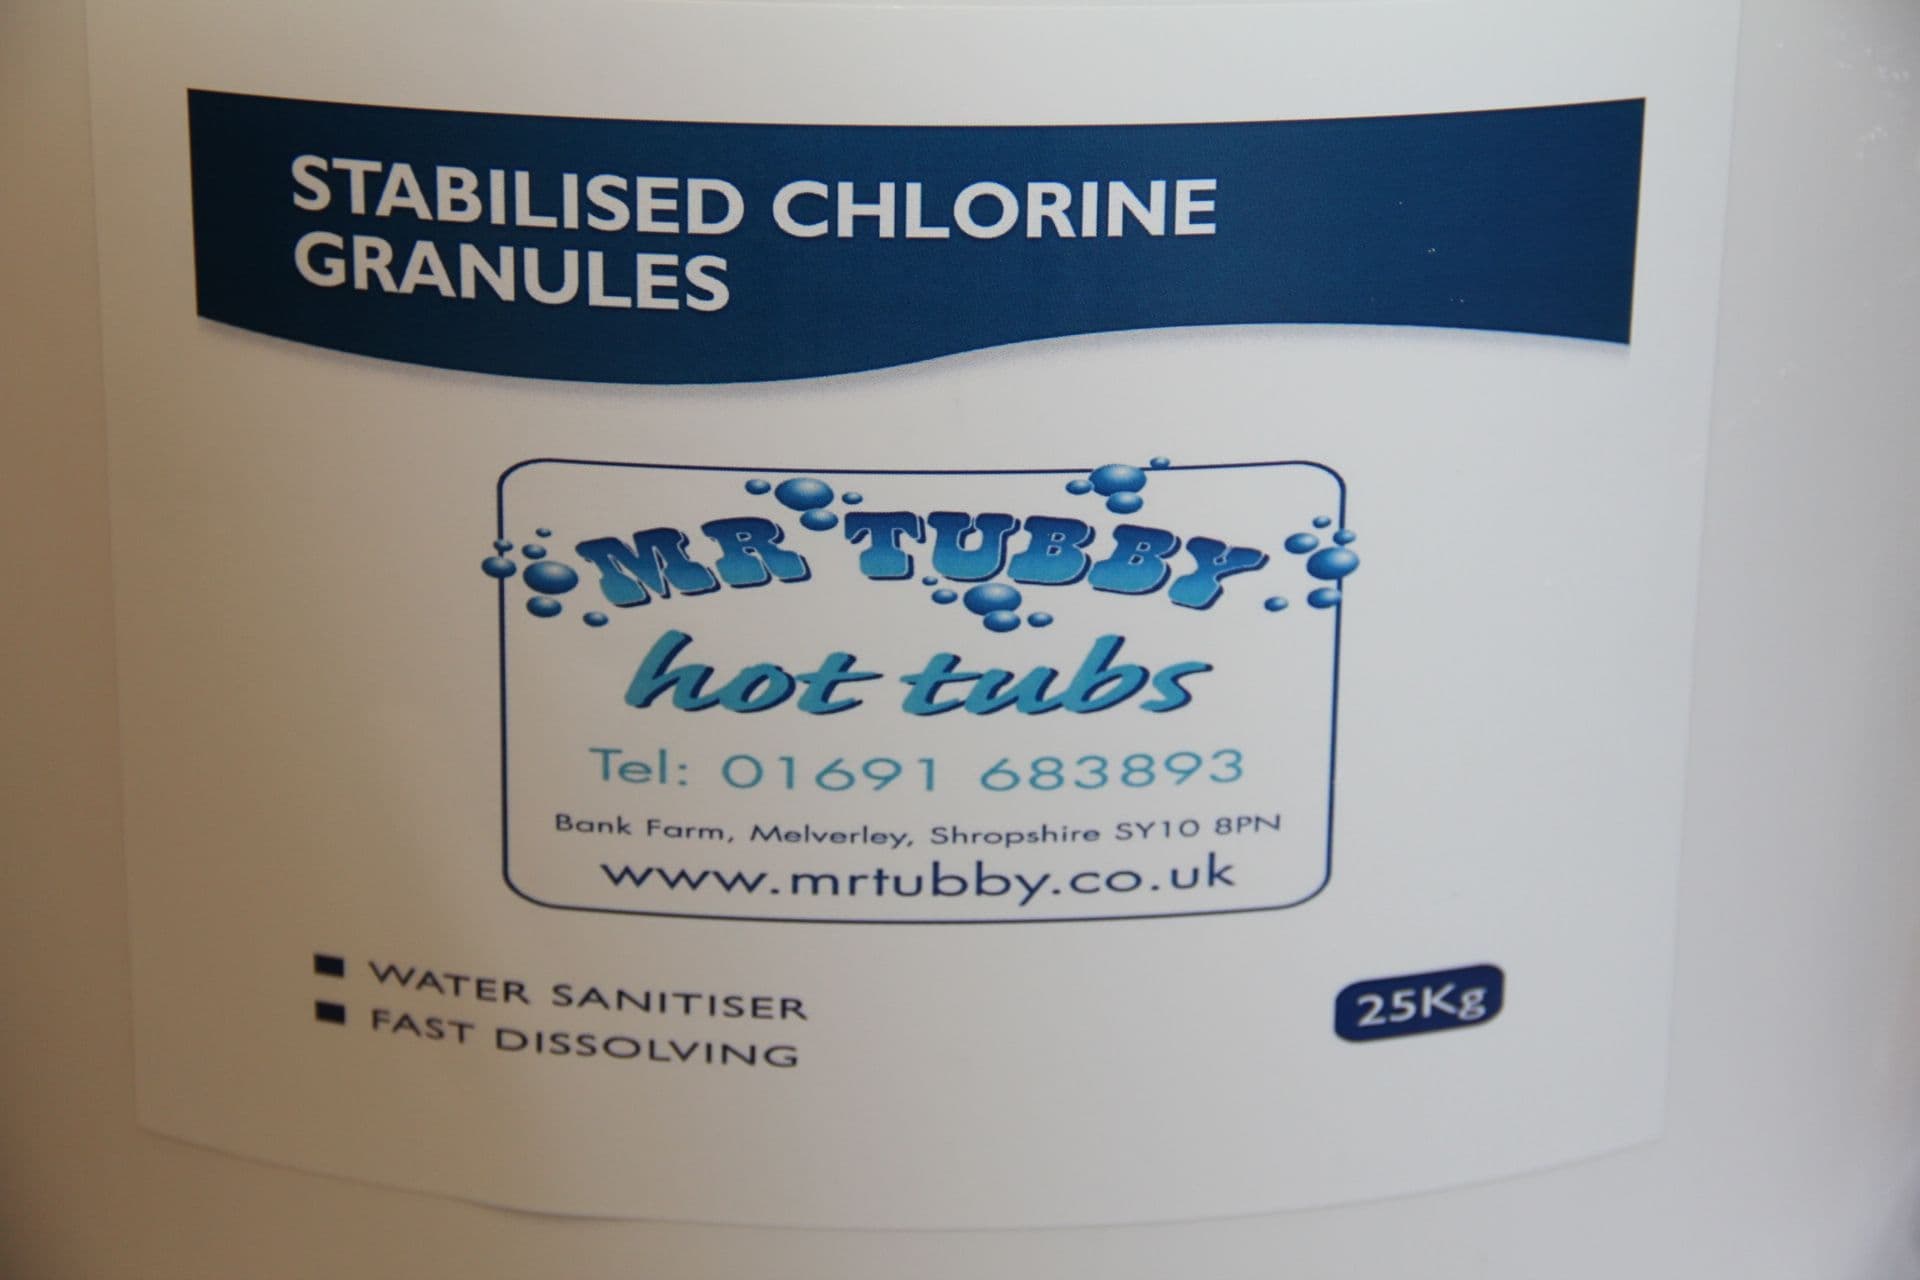 STABILISED CHLORINE
GRANULES
MR TUBBY
hot tubs
Tel: 01691 683893
Bank Farm, Melverley, Shropshire SY10 8PN
www.mrtubby.co.uk
WATER SANITISER
FAST DISSOLVING
25Kg